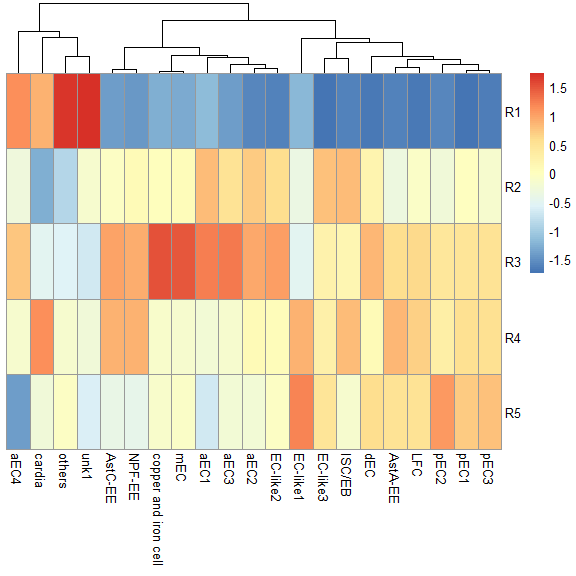 1.5
1
0.5
0
-0.5
-1
-1.5
R1
R2
R3
R4
R5
aEC4
cardia
others
unk1
AstC-EE
NPF-EE
copper and iron cell
mEC
aEC1
aEC3
aEC2
EC-like2
EC-like1
EC-like3
ISC/EB
dEC
AstA-EE
LFC
pEC2
pEC1
pEC3